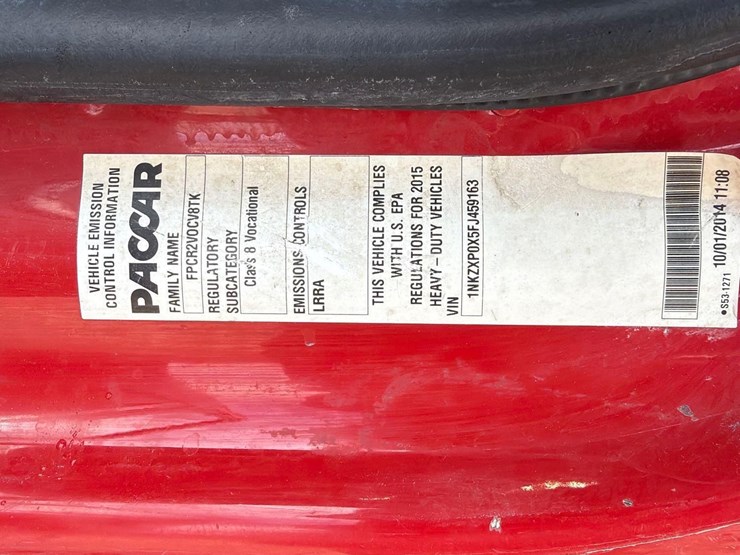 VEHICLE EMISSION
CONTROL INFORMATION
PACCAR
FAMILY NAME
FPCR2VOCV8TK
REGULATORY
SUBCATEGORY
Class 8 Vocational
EMISSIONS CONTROLS
LRRA
THIS VEHICLE COMPLIES
WITH U.S. EPA
REGULATIONS FOR 2015
HEAVY - DUTY VEHICLES
VIN
1NKZXP0X5FJ459163
●S53-1271 10/01/2014 11:08